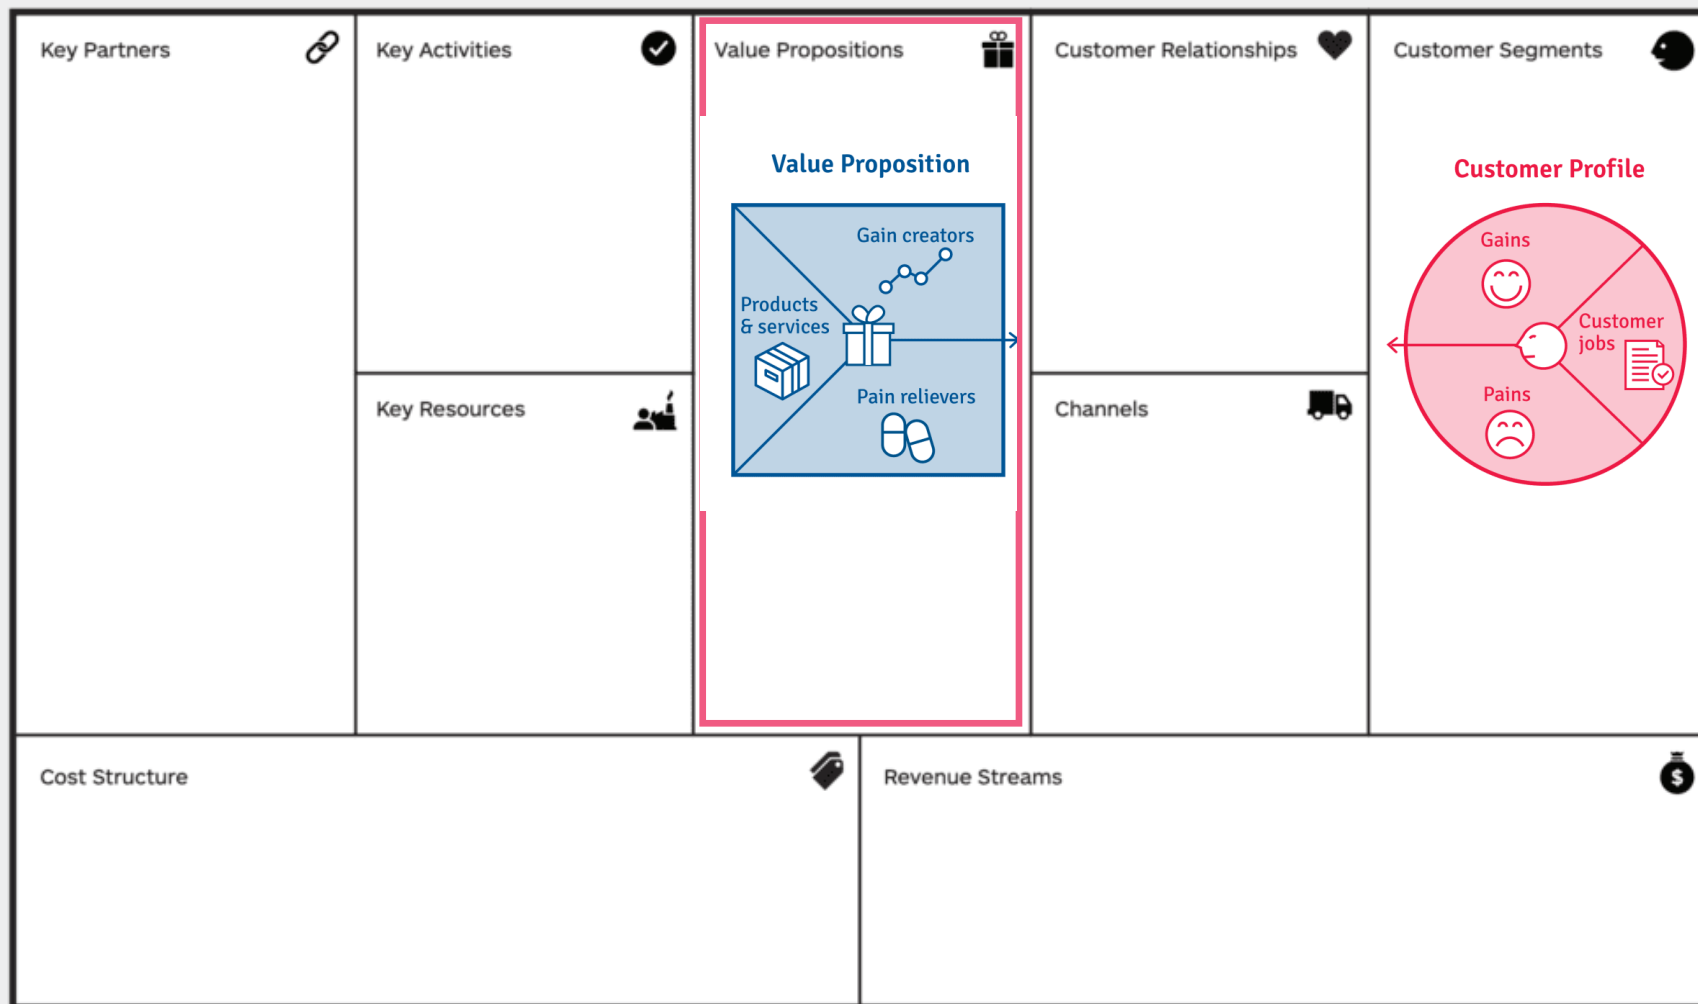 Key Partners
Key Activities
Value Propositions
Customer Relationships
Customer Segments
Value Proposition
Gain creators
Products
& services
Pain relievers
Customer Profile
Gains
Customer
jobs
Pains
Key Resources
Channels
Cost Structure
Revenue Streams
$